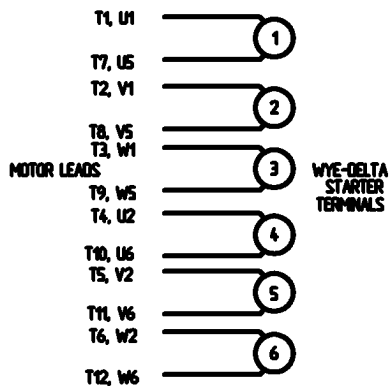 T1, U1
1
T7, U5
T2, V1
2
T8, V5
T3, W1
MOTOR LEADS
3
WYE-DELTA
STARTER
TERMINALS
T9, W5
T4, U2
4
T10, U6
T5, V2
5
T11, V6
T6, W2
6
T12, W6